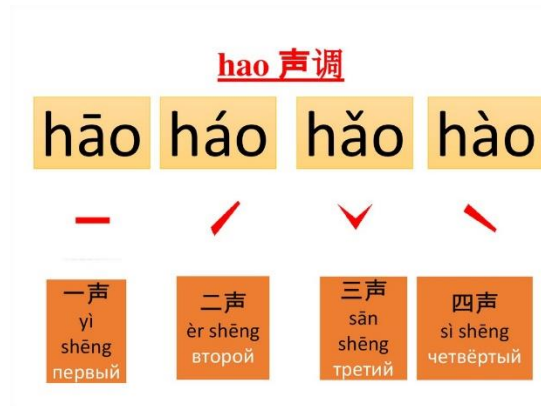 hao 声调
hāo háo hǎo hào
一声
yì
shēng
первый
二声
èr shēng
второй
三声
sān
shēng
третий
四声
sì shēng
четвёртый